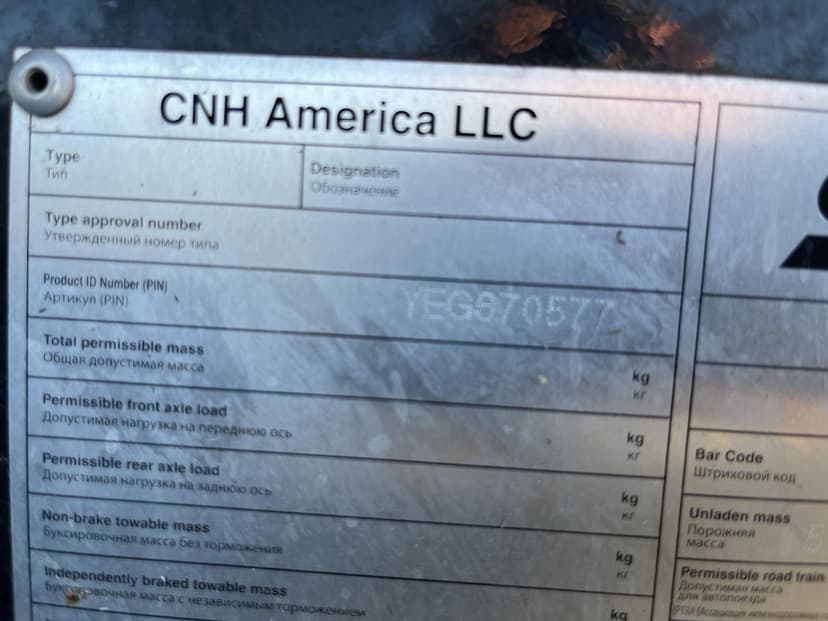 CNH America LLC
Type
Тип
Designation
Обозначение
Type approval number
Утвержденный номер типа
Product ID Number (PIN)
Артикул (PIN)
YEG670577
Total permissible mass
Общая допустимая масса
kg
кг
Permissible front axle load
Допустимая нагрузка на переднюю ось
kg
кг
Permissible rear axle load
Допустимая нагрузка на заднюю ось
kg
кг
Non-brake towable mass
Буксировочная масса без торможения
kg
кг
Independently braked towable mass
Буксировочная масса с независимым торможением
kg
Bar Code
Штриховой код
Unladen mass
Порожняя
масса
Permissible road train
Допустимая масса
для автопоезда